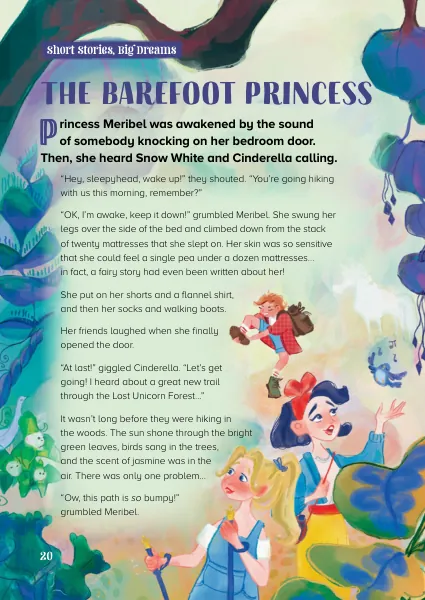 Short Stories, Big Dreams
THE BAREFOOT PRINCESS
Princess Meribel was awakened by the sound
of somebody knocking on her bedroom door.
Then, she heard Snow White and Cinderella calling.
“Hey, sleepyhead, wake up!” they shouted. “You’re going hiking
with us this morning, remember?”
“OK, I’m awake, keep it down!” grumbled Meribel. She swung her
legs over the side of the bed and climbed down from the stack
of twenty mattresses that she slept on. Her skin was so sensitive
that she could feel a single pea under a dozen mattresses...
in fact, a fairy story had even been written about her!
She put on her shorts and a flannel shirt,
and then her socks and walking boots.
Her friends laughed when she finally
opened the door.
“At last!” giggled Cinderella. “Let’s get
going! I heard about a great new trail
through the Lost Unicorn Forest...”
It wasn’t long before they were hiking in
the woods. The sun shone through the bright
green leaves, birds sang in the trees,
and the scent of jasmine was in the
air. There was only one problem...
“Ow, this path is so bumpy!”
grumbled Meribel.
20